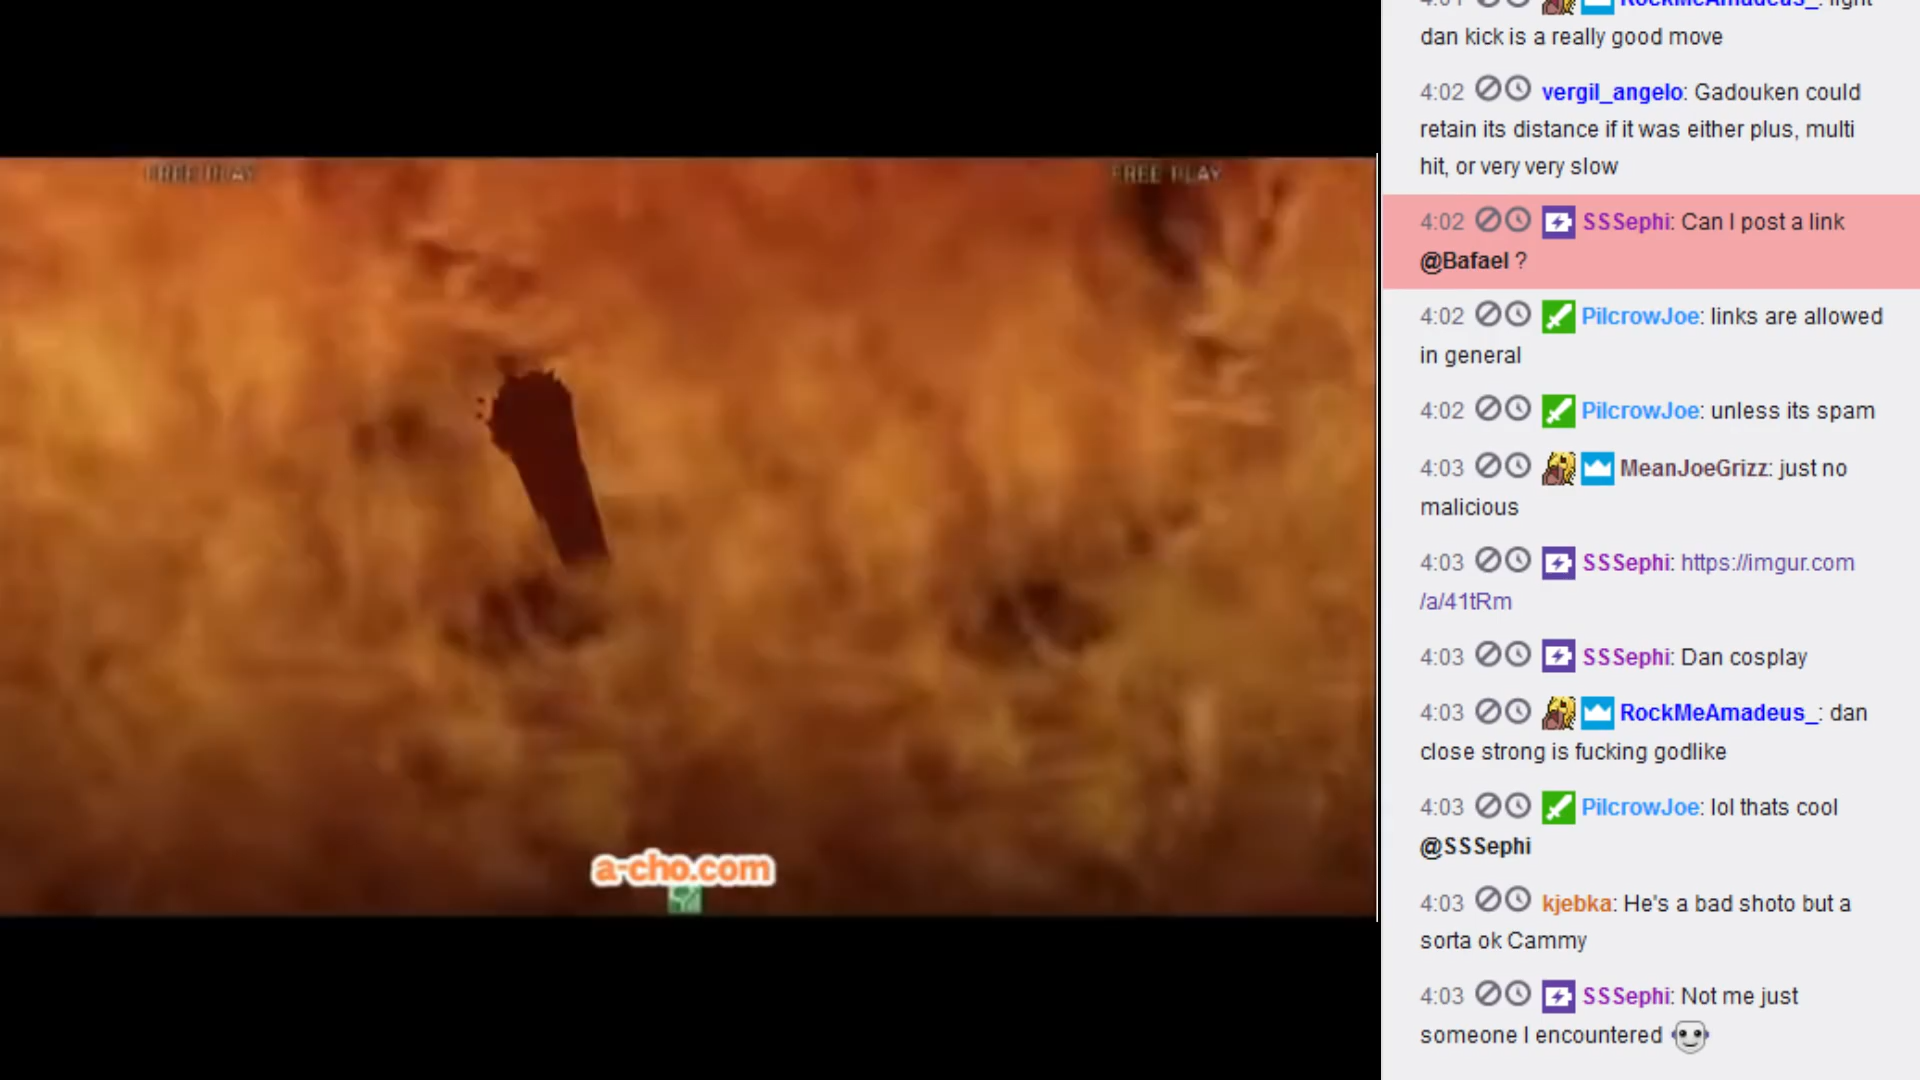 FREE PLAY
FREE PLAY
a-cho.com
4:01 RockMeAmadeus_: light
dan kick is a really good move
4:02 vergil_angelo: Gadouken could
retain its distance if it was either plus, multi
hit, or very very slow
4:02 SSSephi: Can I post a link
@Bafael ?
4:02 PilcrowJoe: links are allowed
in general
4:02 PilcrowJoe: unless its spam
4:03 MeanJoeGrizz: just no
malicious
4:03 SSSephi: https://imgur.com
/a/41tRm
4:03 SSSephi: Dan cosplay
4:03 RockMeAmadeus_: dan
close strong is fucking godlike
4:03 PilcrowJoe: lol thats cool
@SSSephi
4:03 kjebka: He's a bad shoto but a
sorta ok Cammy
4:03 SSSephi: Not me just
someone I encountered